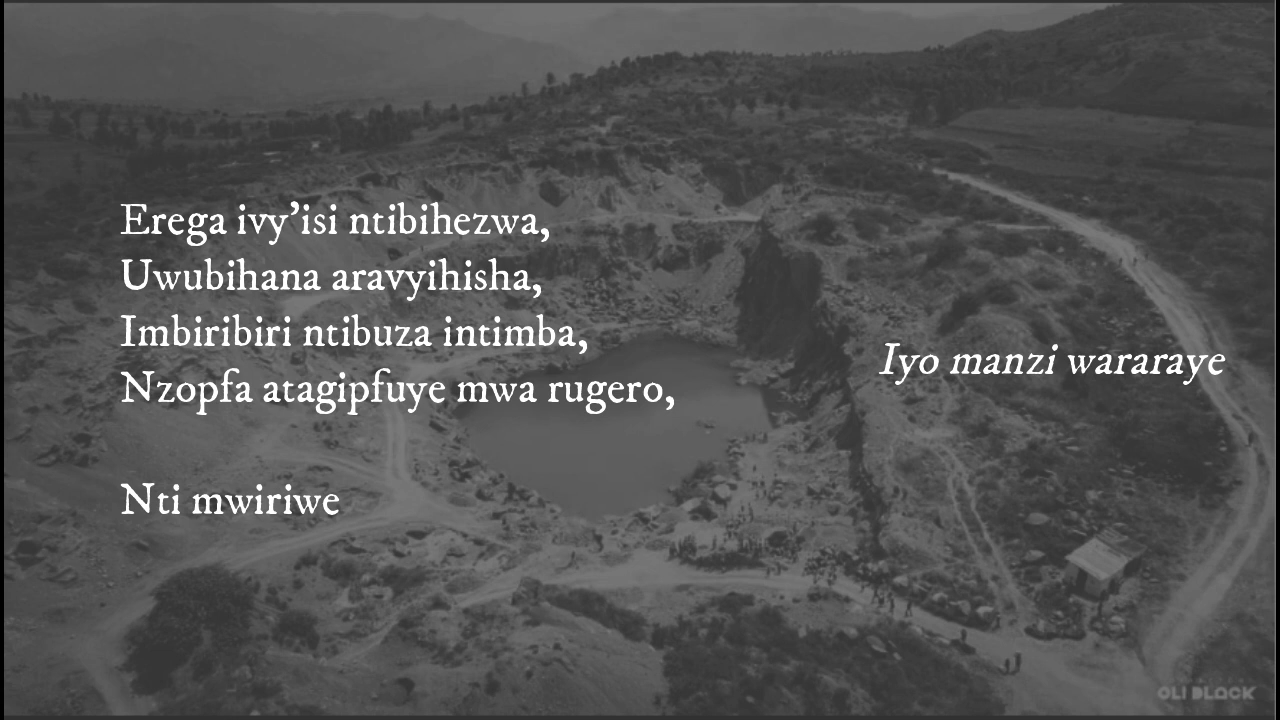 Erega ivy'isi ntibihezwa,
Uwubihana aravyihisha,
Imbiribiri ntibuza intimba,
Nzopfa atagipfuye mwa rugero,
Nti mwiriwe
Iyo manzi wararaye
OLI BLACK